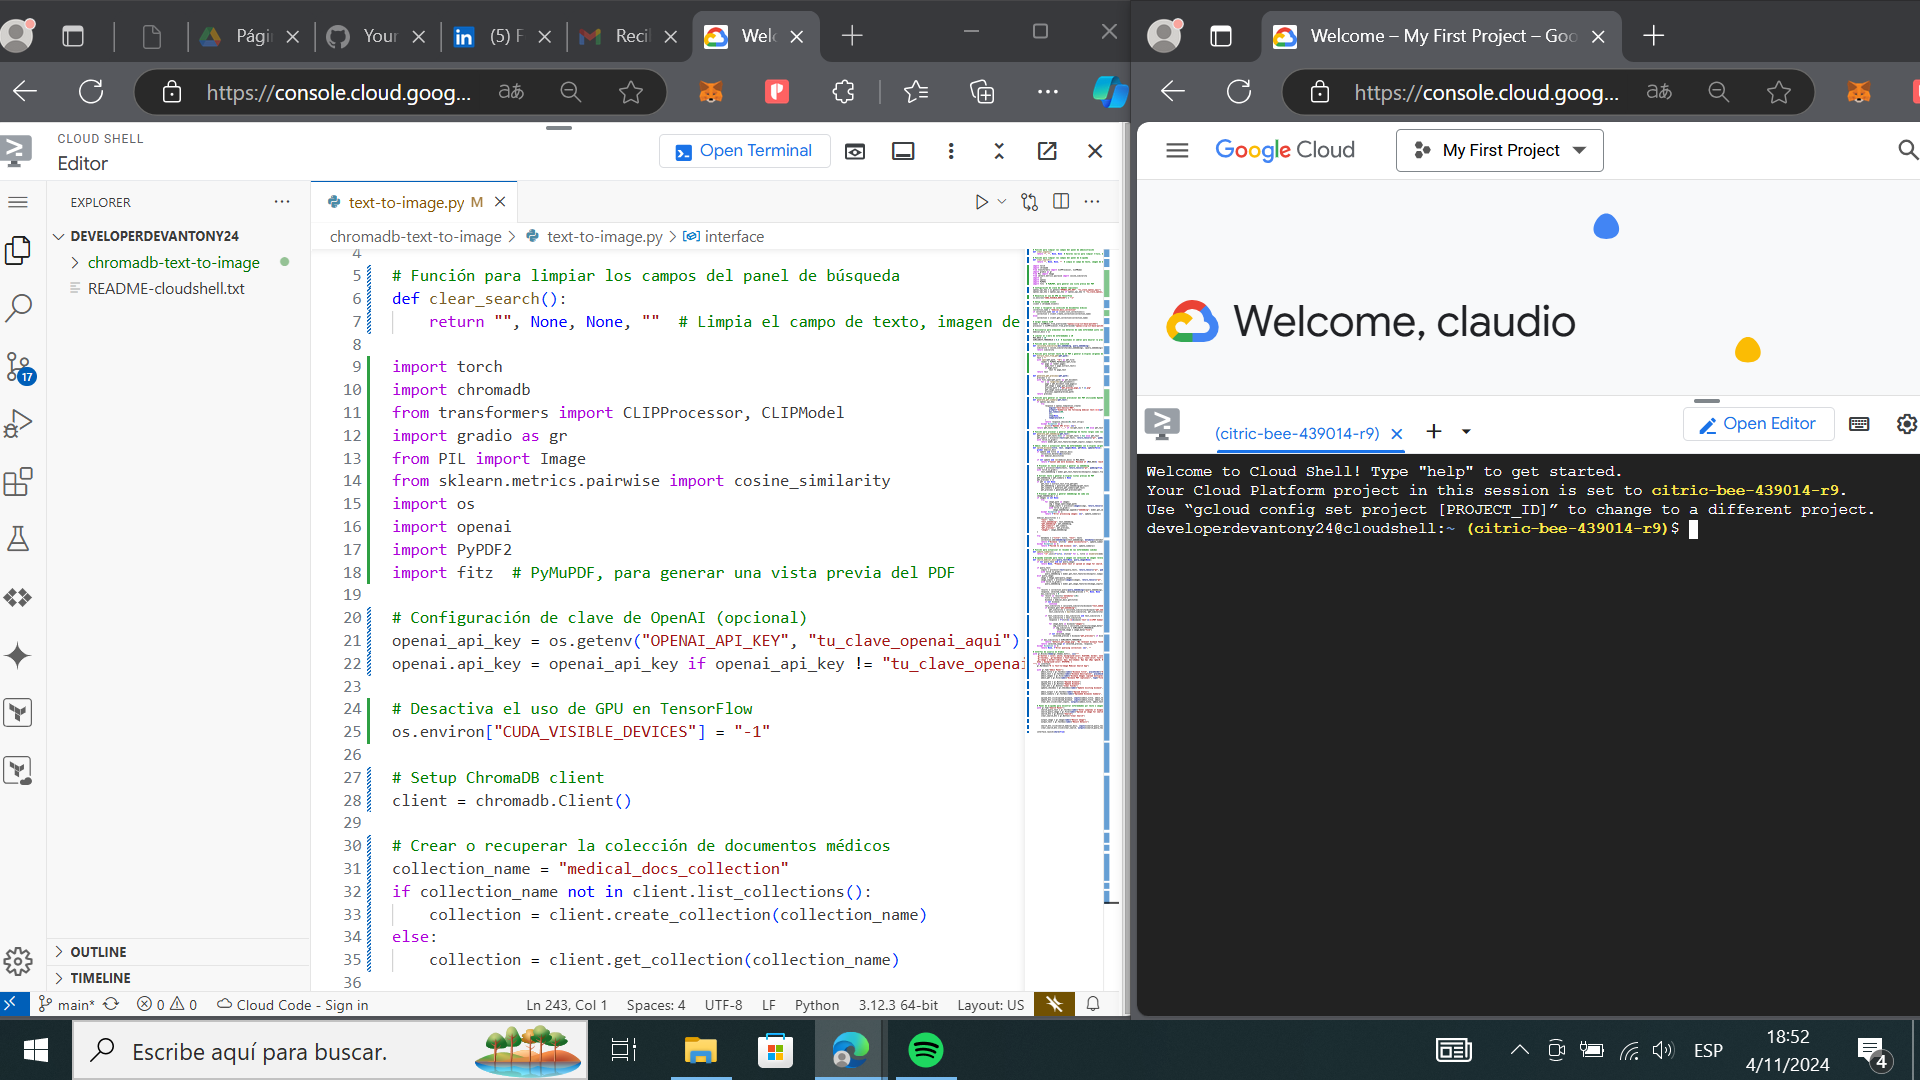 Pági
Your
(5) F
Reci
Welc
https://console.cloud.goog...
CLOUD SHELL
Editor
Open Terminal
EXPLORER
DEVELOPERDEVANTONY24
chromadb-text-to-image
README-cloudshell.txt
17
OUTLINE
TIMELINE
text-to-image.py M
chromadb-text-to-image > text-to-image.py > interface
4
5 # Función para limpiar los campos del panel de búsqueda
6 def clear_search():
7 return "", None, None, "" # Limpia el campo de texto, imagen de
8
9 import torch
10 import chromadb
11 from transformers import CLIPProcessor, CLIPModel
12 import gradio as gr
13 from PIL import Image
14 from sklearn.metrics.pairwise import cosine_similarity
15 import os
16 import openai
17 import PyPDF2
18 import fitz # PyMuPDF, para generar una vista previa del PDF
19
20 # Configuración de clave de OpenAI (opcional)
21 openai_api_key = os.getenv("OPENAI_API_KEY", "tu_clave_openai_aqui")
22 openai.api_key = openai_api_key if openai_api_key != "tu_clave_openai
23
24 # Desactiva el uso de GPU en TensorFlow
25 os.environ["CUDA_VISIBLE_DEVICES"] = "-1"
26
27 # Setup ChromaDB client
28 client = chromadb.Client()
29
30 # Crear o recuperar la colección de documentos médicos
31 collection_name = "medical_docs_collection"
32 if collection_name not in client.list_collections():
33 collection = client.create_collection(collection_name)
34 else:
35 collection = client.get_collection(collection_name)
36
main* 0 0 Cloud Code - Sign in Ln 243, Col 1 Spaces: 4 UTF-8 LF Python 3.12.3 64-bit Layout: US
Welcome – My First Project – Goo
https://console.cloud.goog...
Google Cloud
My First Project
Welcome, claudio
(citric-bee-439014-r9)
Open Editor
Welcome to Cloud Shell! Type "help" to get started.
Your Cloud Platform project in this session is set to citric-bee-439014-r9.
Use “gcloud config set project [PROJECT_ID]” to change to a different project.
developerdevantony24@cloudshell:~ (citric-bee-439014-r9)$
Escribe aquí para buscar.
ESP
18:52
4/11/2024
4